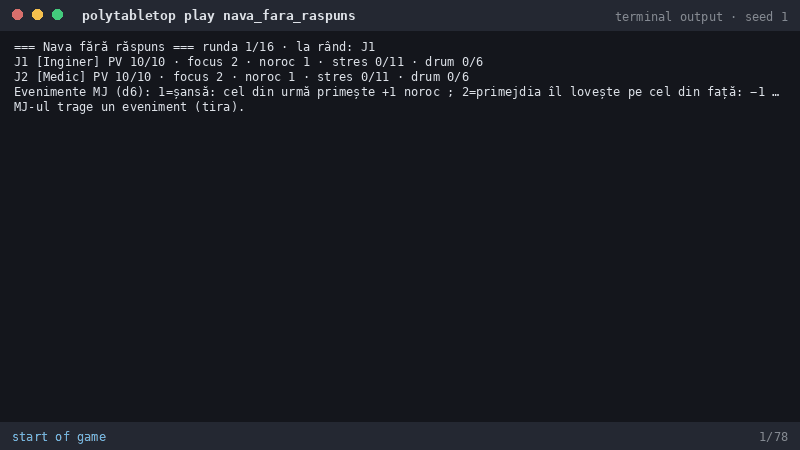 polytabletop play nava_fara_raspuns
terminal output · seed 1
=== Nava fără răspuns === runda 1/16 · la rând: J1
J1 [Inginer] PV 10/10 · focus 2 · noroc 1 · stres 0/11 · drum 0/6
J2 [Medic] PV 10/10 · focus 2 · noroc 1 · stres 0/11 · drum 0/6
Evenimente MJ (d6): 1=șansă: cel din urmă primește +1 noroc ; 2=primejdia îl lovește pe cel din față: −1 …
MJ-ul trage un eveniment (tira).
start of game
1/78